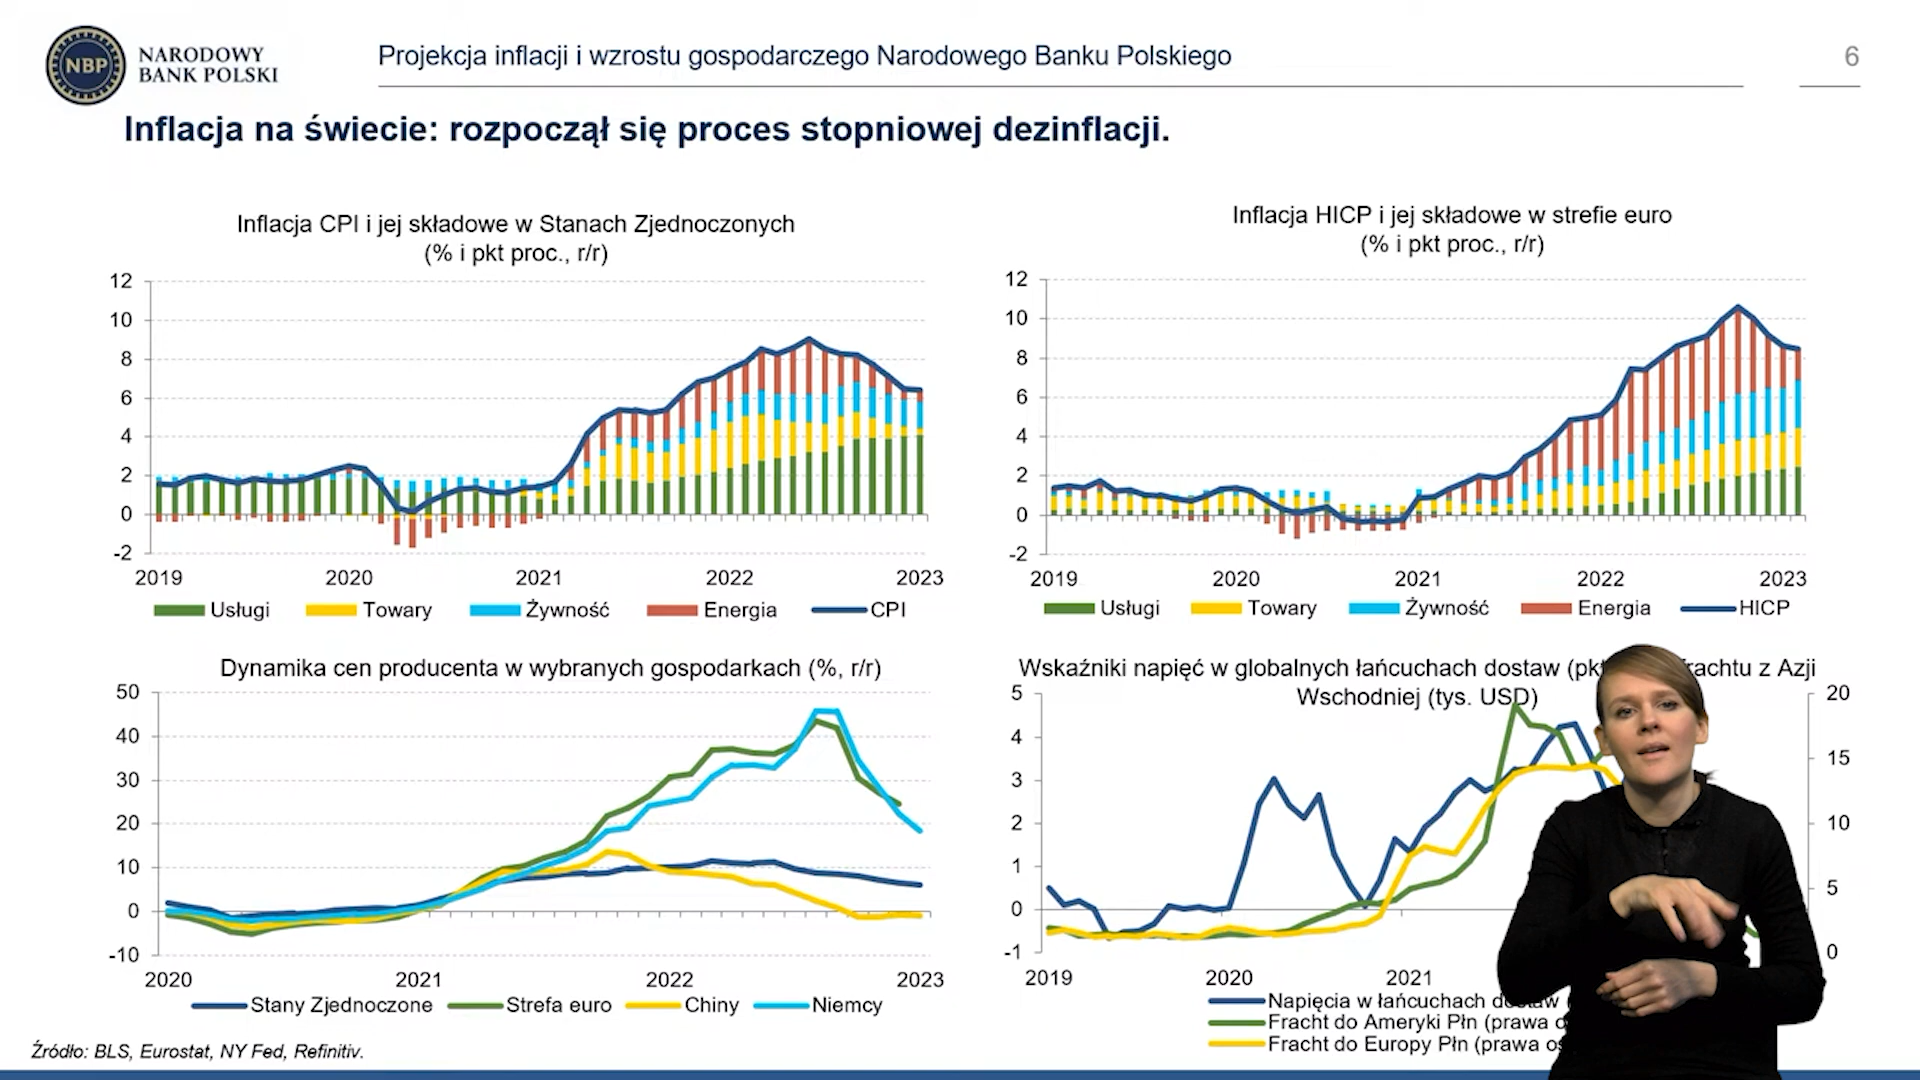 NBP
NARODOWY
BANK POLSKI
Projekcja inflacji i wzrostu gospodarczego Narodowego Banku Polskiego
6
Inflacja na świecie: rozpoczął się proces stopniowej dezinflacji.
Inflacja CPI i jej składowe w Stanach Zjednoczonych
(% i pkt proc., r/r)
12
10
8
6
4
2
0
-2
2019 2020 2021 2022 2023
Usługi Towary Żywność Energia CPI
Inflacja HICP i jej składowe w strefie euro
(% i pkt proc., r/r)
12
10
8
6
4
2
0
-2
2019 2020 2021 2022 2023
Usługi Towary Żywność Energia HICP
Dynamika cen producenta w wybranych gospodarkach (%, r/r)
50
40
30
20
10
0
-10
2020 2021 2022 2023
Stany Zjednoczone Strefa euro Chiny Niemcy
Wskaźniki napięć w globalnych łańcuchach dostaw z Azji
Wschodniej (tys. USD)
5
4
3
2
1
0
-1
20
15
10
5
0
2019 2020 2021
Napięcia w łańcuchach dostaw
Fracht do Ameryki Płn (prawa
Fracht do Europy Płn (prawa
Źródło: BLS, Eurostat, NY Fed, Refinitiv.